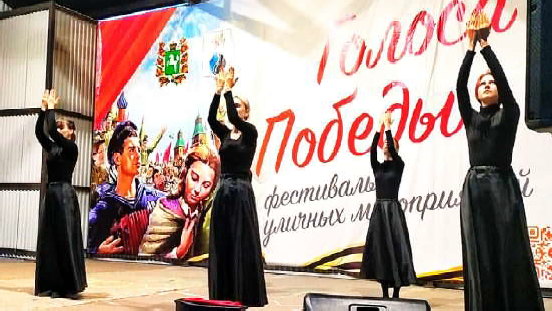 Голоса
Победы
фестиваль
уличных